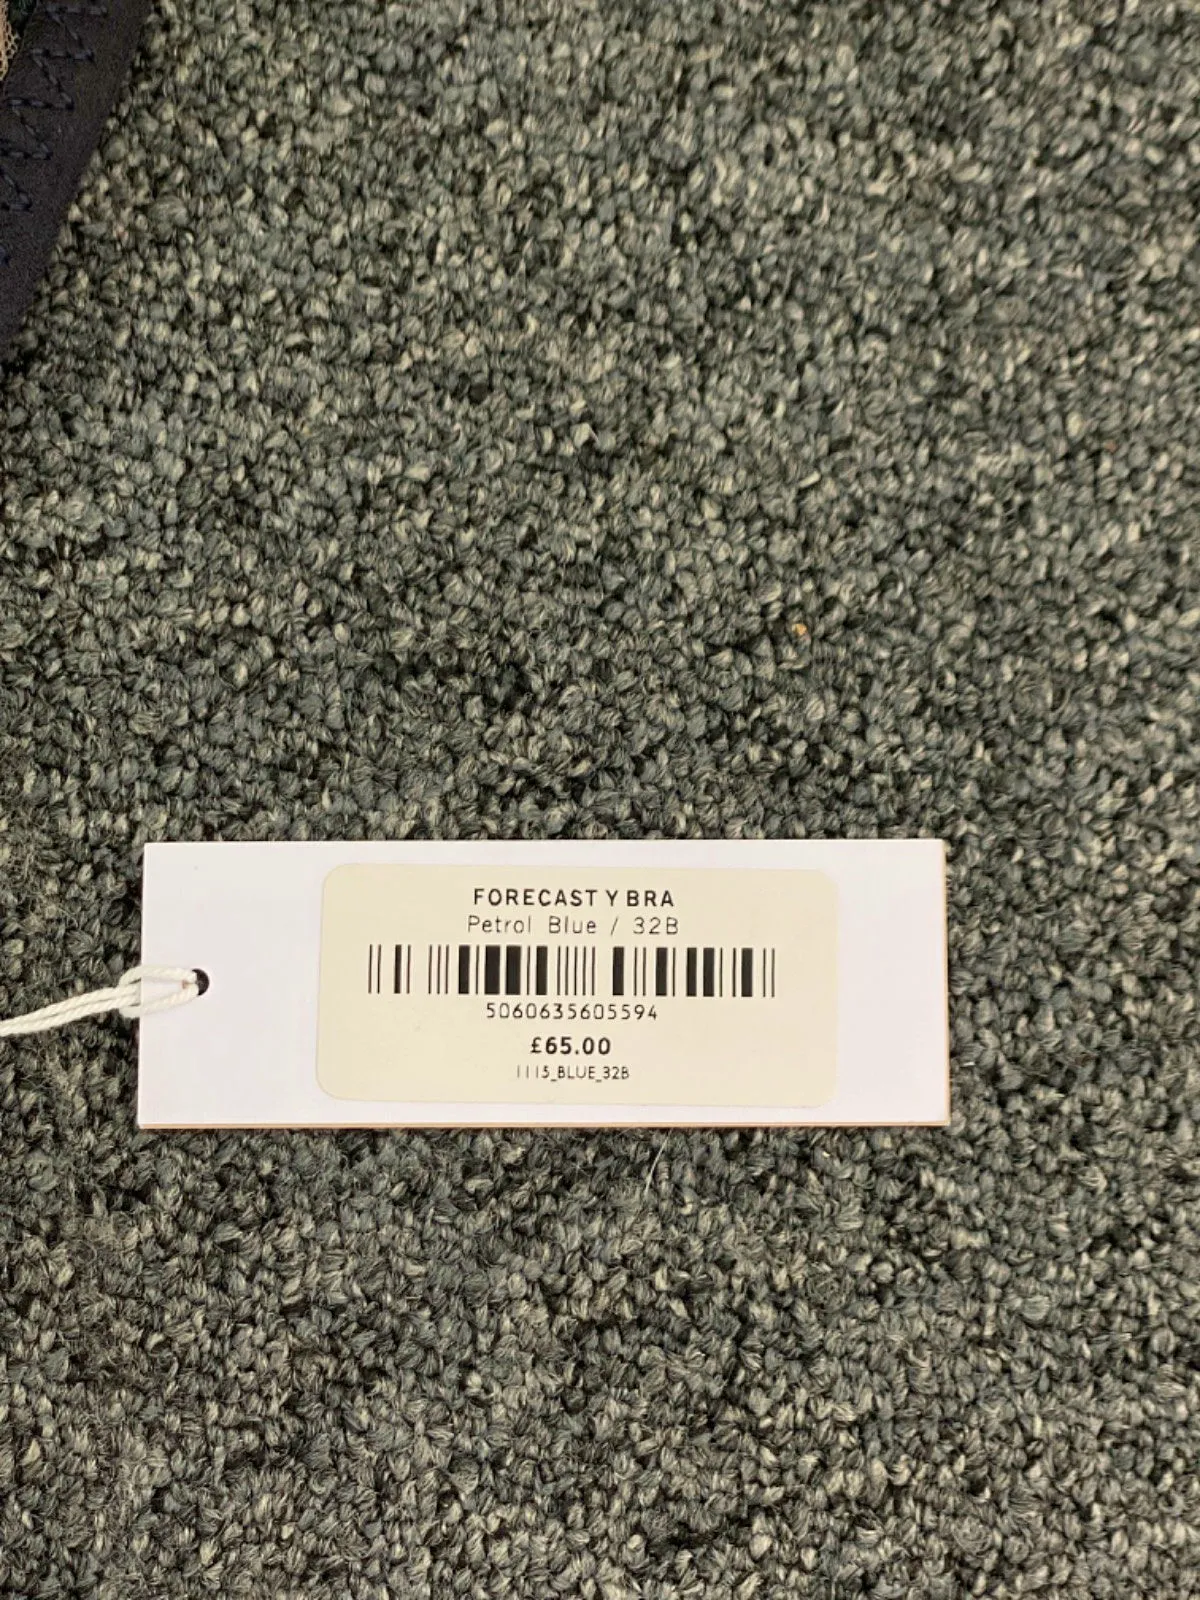 FORECAST Y BRA
Petrol Blue / 32B
5060635605594
£65.00
1115_BLUE_32B